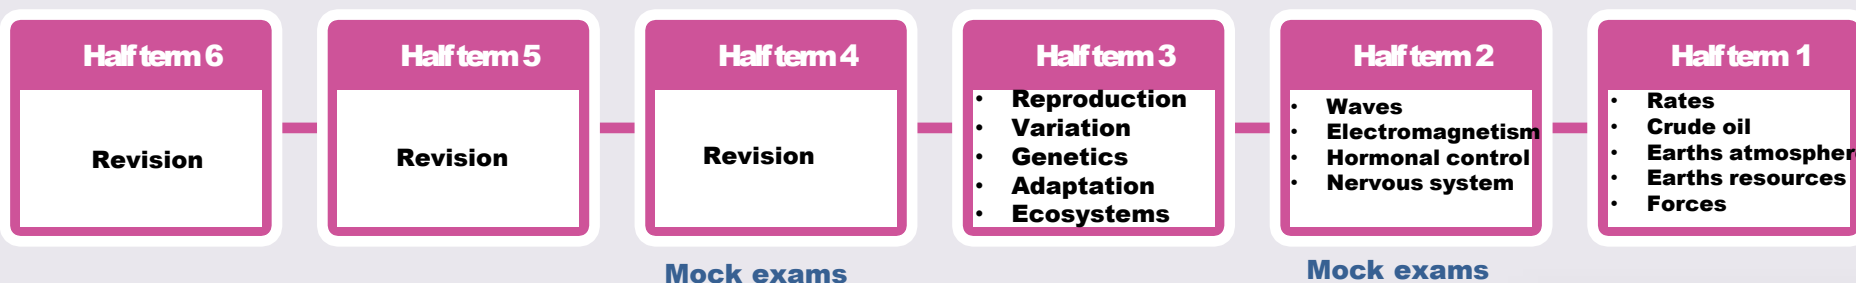 Half term 6
Revision
Half term 5
Revision
Half term 4
Revision
Mock exams
Half term 3
• Reproduction
• Variation
• Genetics
• Adaptation
• Ecosystems
Half term 2
• Waves
• Electromagnetism
• Hormonal control
• Nervous system
Mock exams
Half term 1
• Rates
• Crude oil
• Earths atmospher
• Earths resources
• Forces